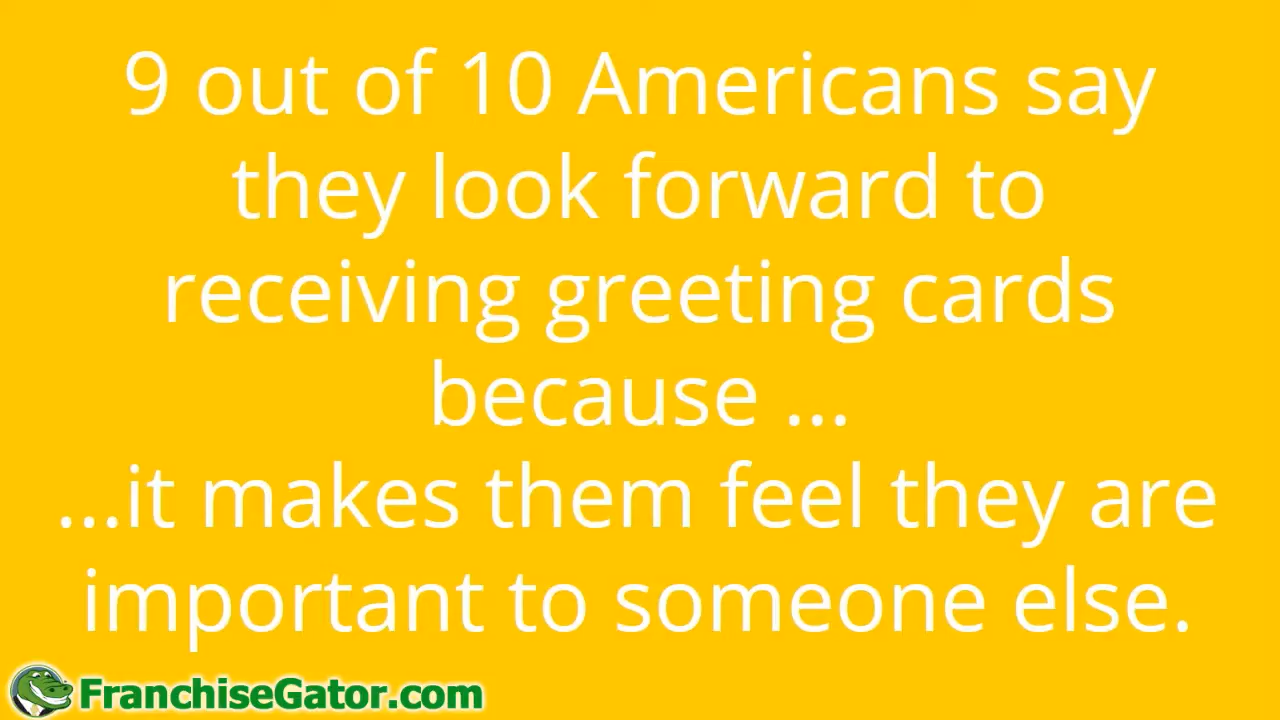 9 out of 10 Americans say
they look forward to
receiving greeting cards
because ...
...it makes them feel they are
important to someone else.
FranchiseGator.com